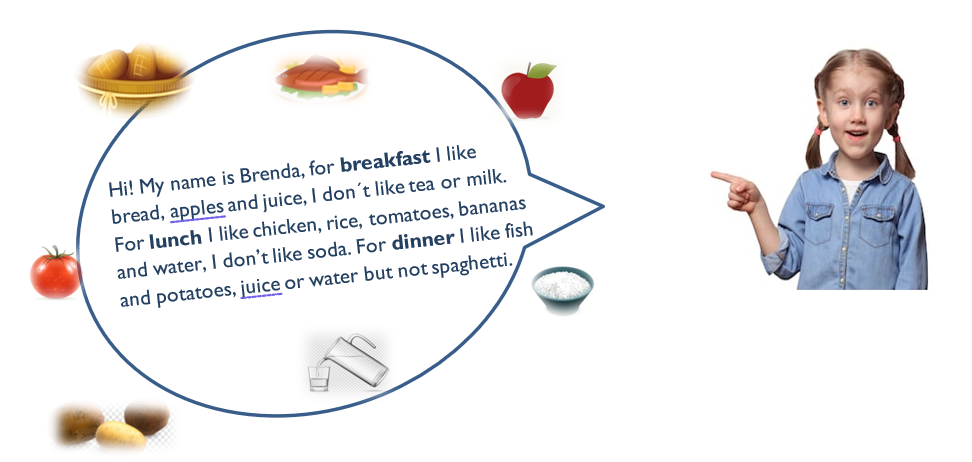 Hi! My name is Brenda, for breakfast I like
bread, apples and juice, I don´t like tea or milk.
For lunch I like chicken, rice, tomatoes, bananas
and water, I don’t like soda. For dinner I like fish
and potatoes, juice or water but not spaghetti.